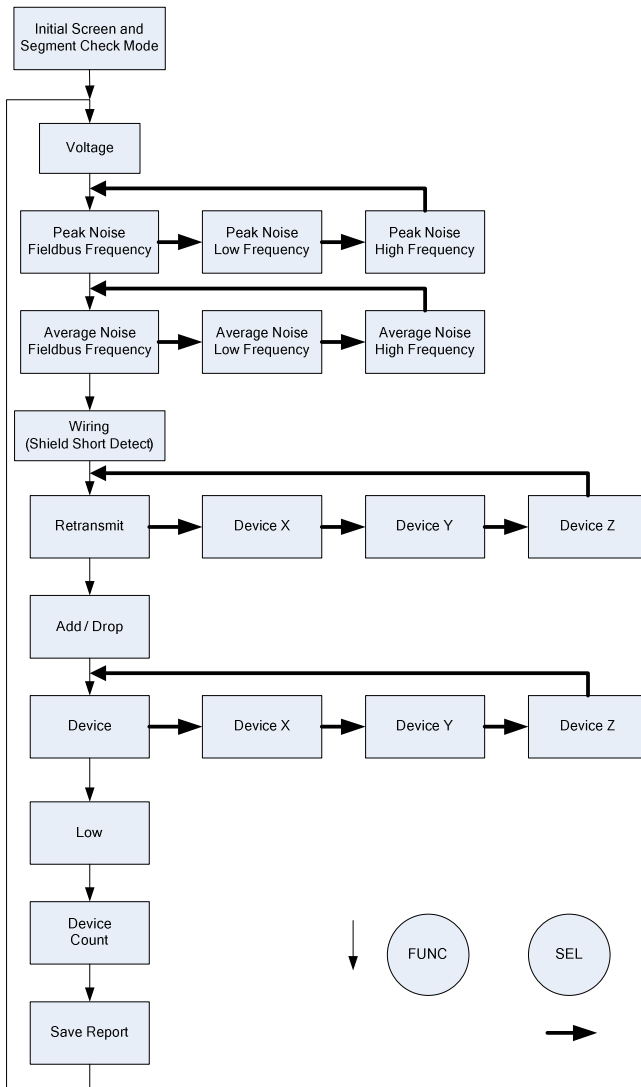 Initial Screen and
Segment Check Mode
Voltage
Peak Noise
Fieldbus Frequency
Peak Noise
Low Frequency
Peak Noise
High Frequency
Average Noise
Fieldbus Frequency
Average Noise
Low Frequency
Average Noise
High Frequency
Wiring
(Shield Short Detect)
Retransmit
Device X
Device Y
Device Z
Add / Drop
Device
Device X
Device Y
Device Z
Low
Device
Count
FUNC
SEL
Save Report